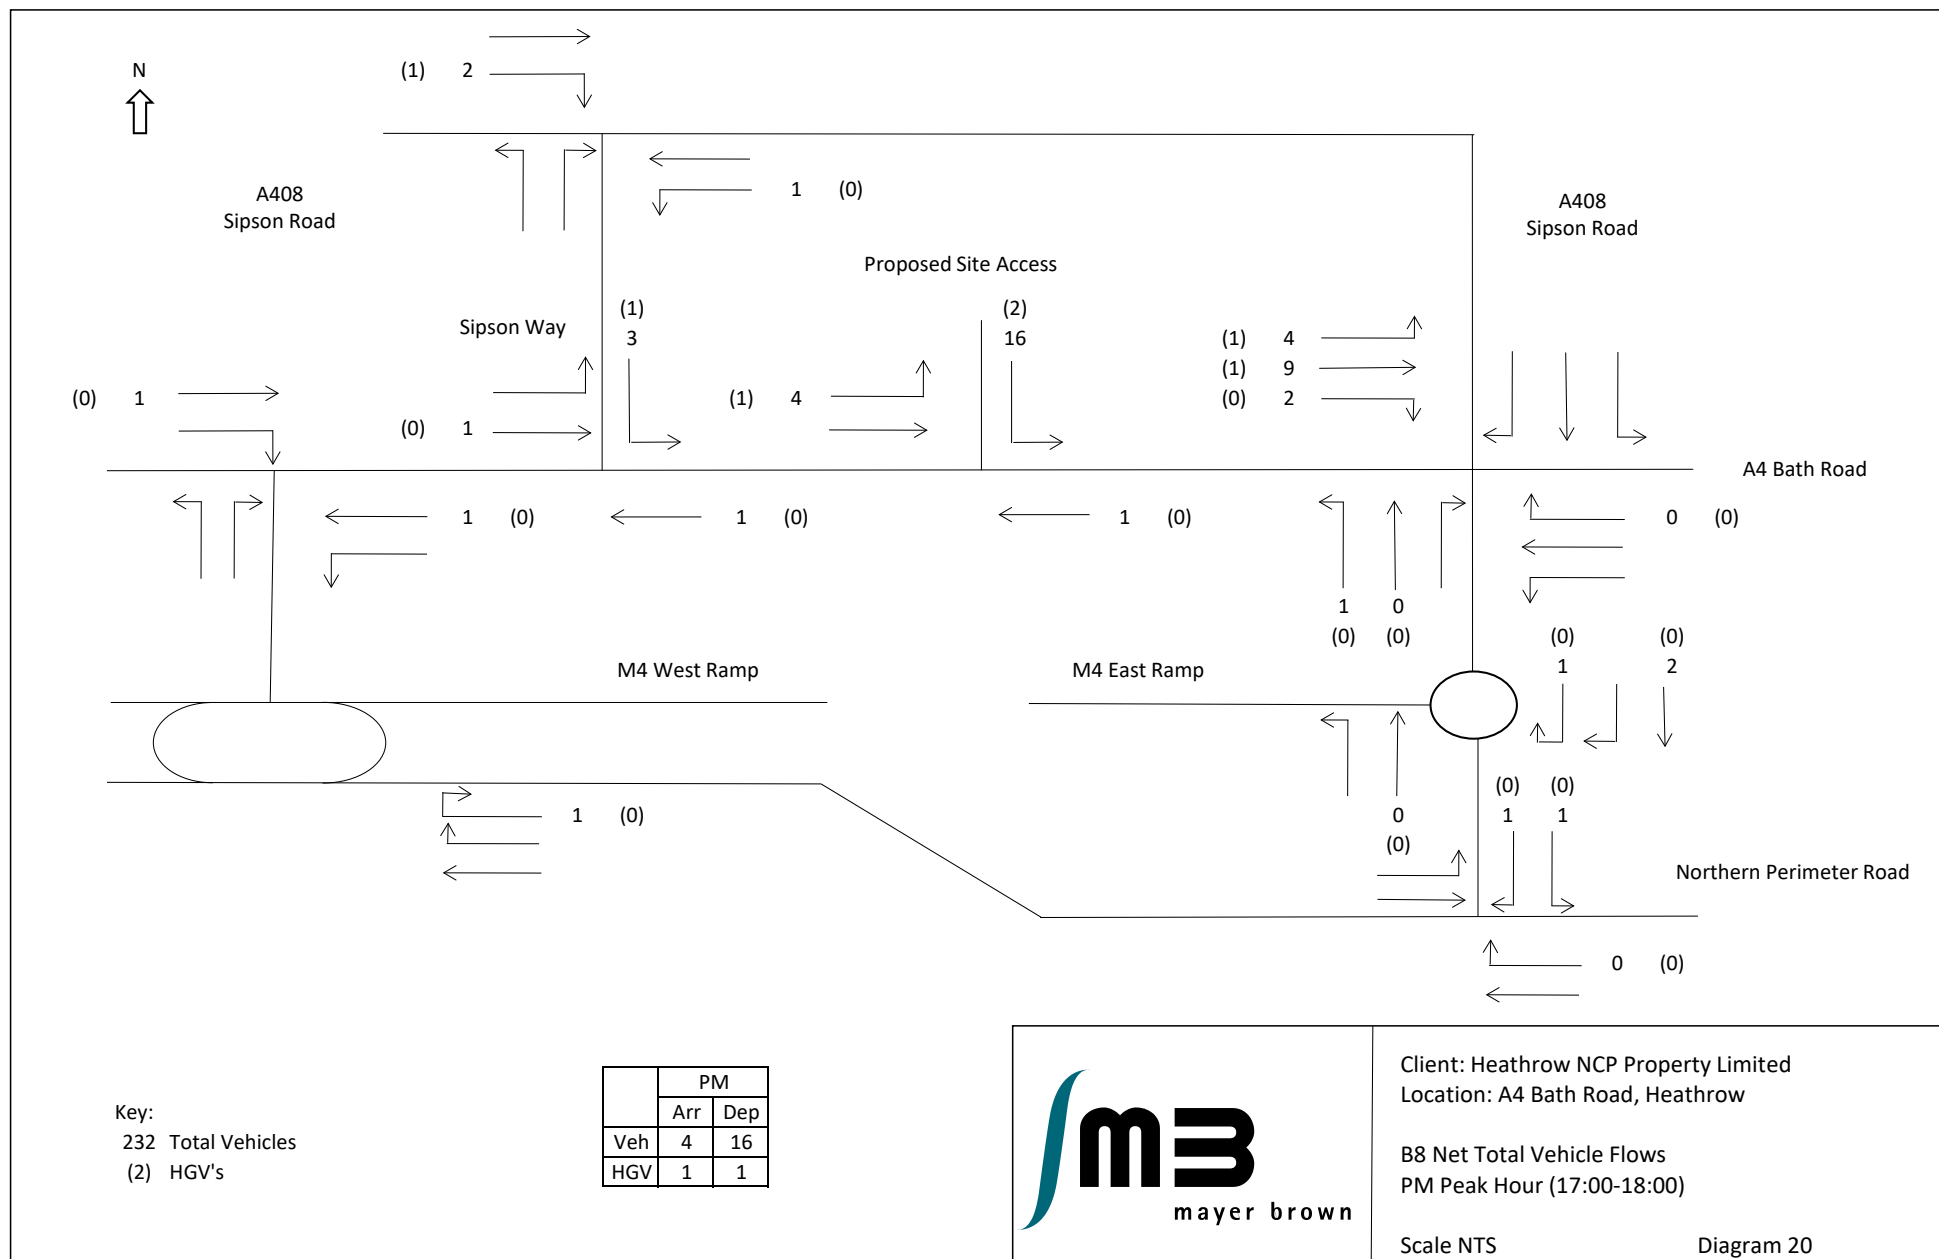 (1) 2
N
1 (0)
A408
Sipson Road
A408
Sipson Road
Proposed Site Access
(1)
3
(2)
16
Sipson Way
(1) 4
(1) 9
(0) 2
(0) 1
(0) 1
(1) 4
A4 Bath Road
1 (0)
1 (0)
1 (0)
0 (0)
1 0
(0) (0)
(0) (0)
1 2
M4 West Ramp
M4 East Ramp
(0) (0)
1 1
1 (0)
0
(0)
Northern Perimeter Road
0 (0)
Key:
232 Total Vehicles
(2) HGV's
PM
Arr Dep
Veh 4 16
HGV 1 1
mayer brown
Client: Heathrow NCP Property Limited
Location: A4 Bath Road, Heathrow
B8 Net Total Vehicle Flows
PM Peak Hour (17:00-18:00)
Scale NTS Diagram 20